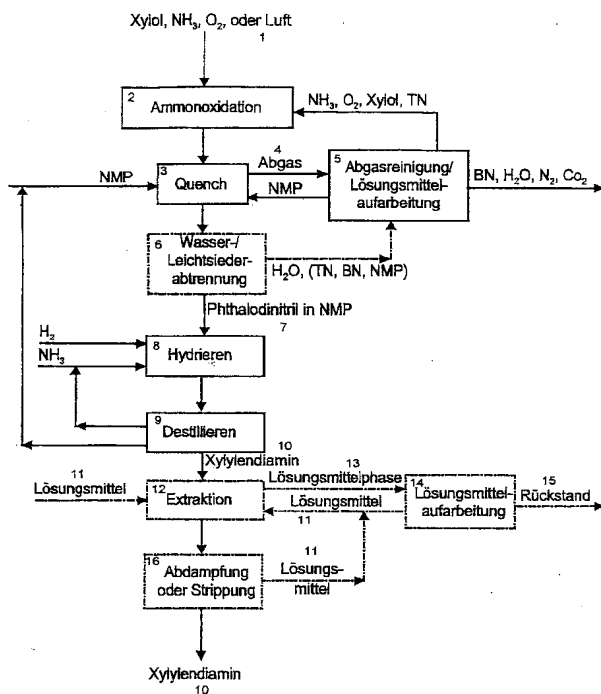 Xylol, NH₃, O₂, oder Luft
1
2
Ammonoxidation
NH₃, O₂, Xylol, TN
4
Abgas
3
Quench
NMP
NMP
5
Abgasreinigung/
Lösungsmittel-
aufarbeitung
BN, H₂O, N₂, Co₂
6
Wasser-/
Leichtsieder-
abtrennung
H₂O, (TN, BN, NMP)
Phthalodinitril in NMP
7
H₂
NH₃
8
Hydrieren
9
Destillieren
10
Xylylendiamin
11
Lösungsmittel
12
Extraktion
13
Lösungsmittelphase
Lösungsmittel
11
14
Lösungsmittel-
aufarbeitung
15
Rückstand
16
Abdampfung
oder Strippung
11
Lösungs-
mittel
Xylylendiamin
10